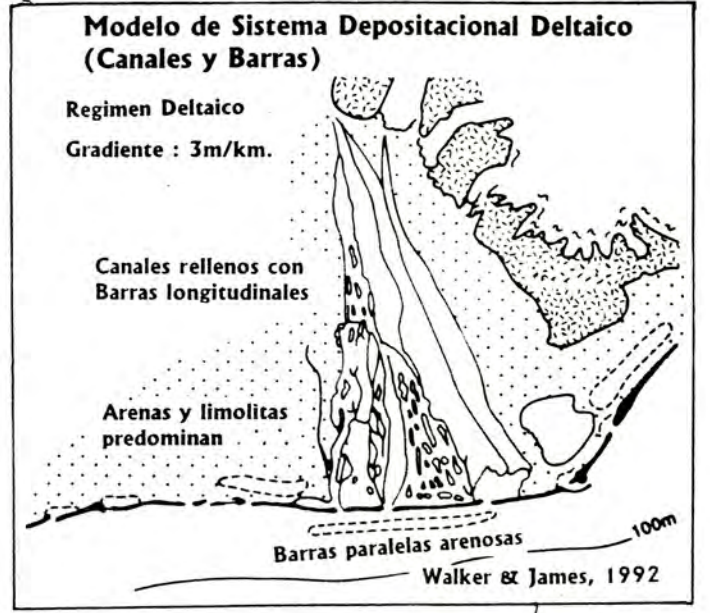 Modelo de Sistema Depositacional Deltaico
(Canales y Barras)
Regimen Deltaico
Gradiente : 3m/km.
Canales rellenos con
Barras longitudinales
Arenas y limolitas
predominan
Barras paralelas arenosas
100m
Walker & James, 1992